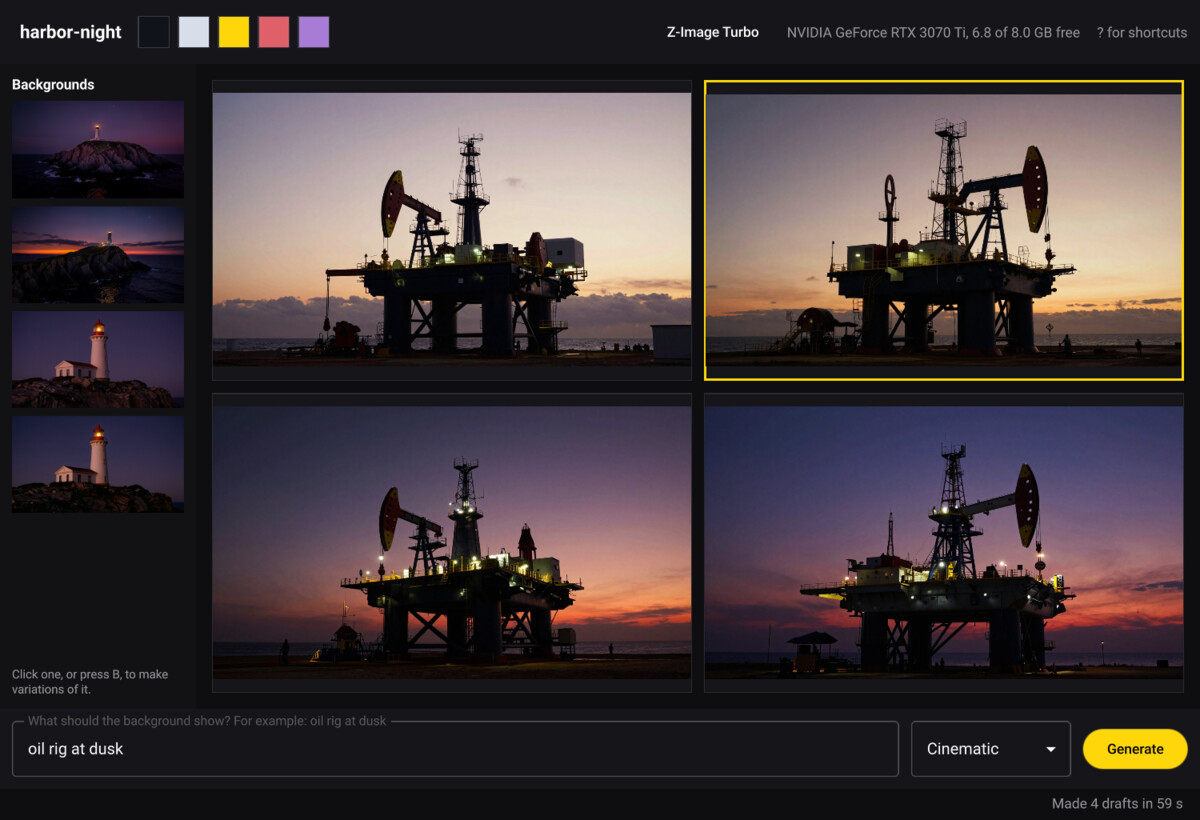 harbor-night
Z-Image Turbo
NVIDIA GeForce RTX 3070 Ti, 6.8 of 8.0 GB free
? for shortcuts
Backgrounds
Click one, or press B, to make
variations of it.
What should the background show? For example: oil rig at dusk
oil rig at dusk
Cinematic
Generate
Made 4 drafts in 59 s